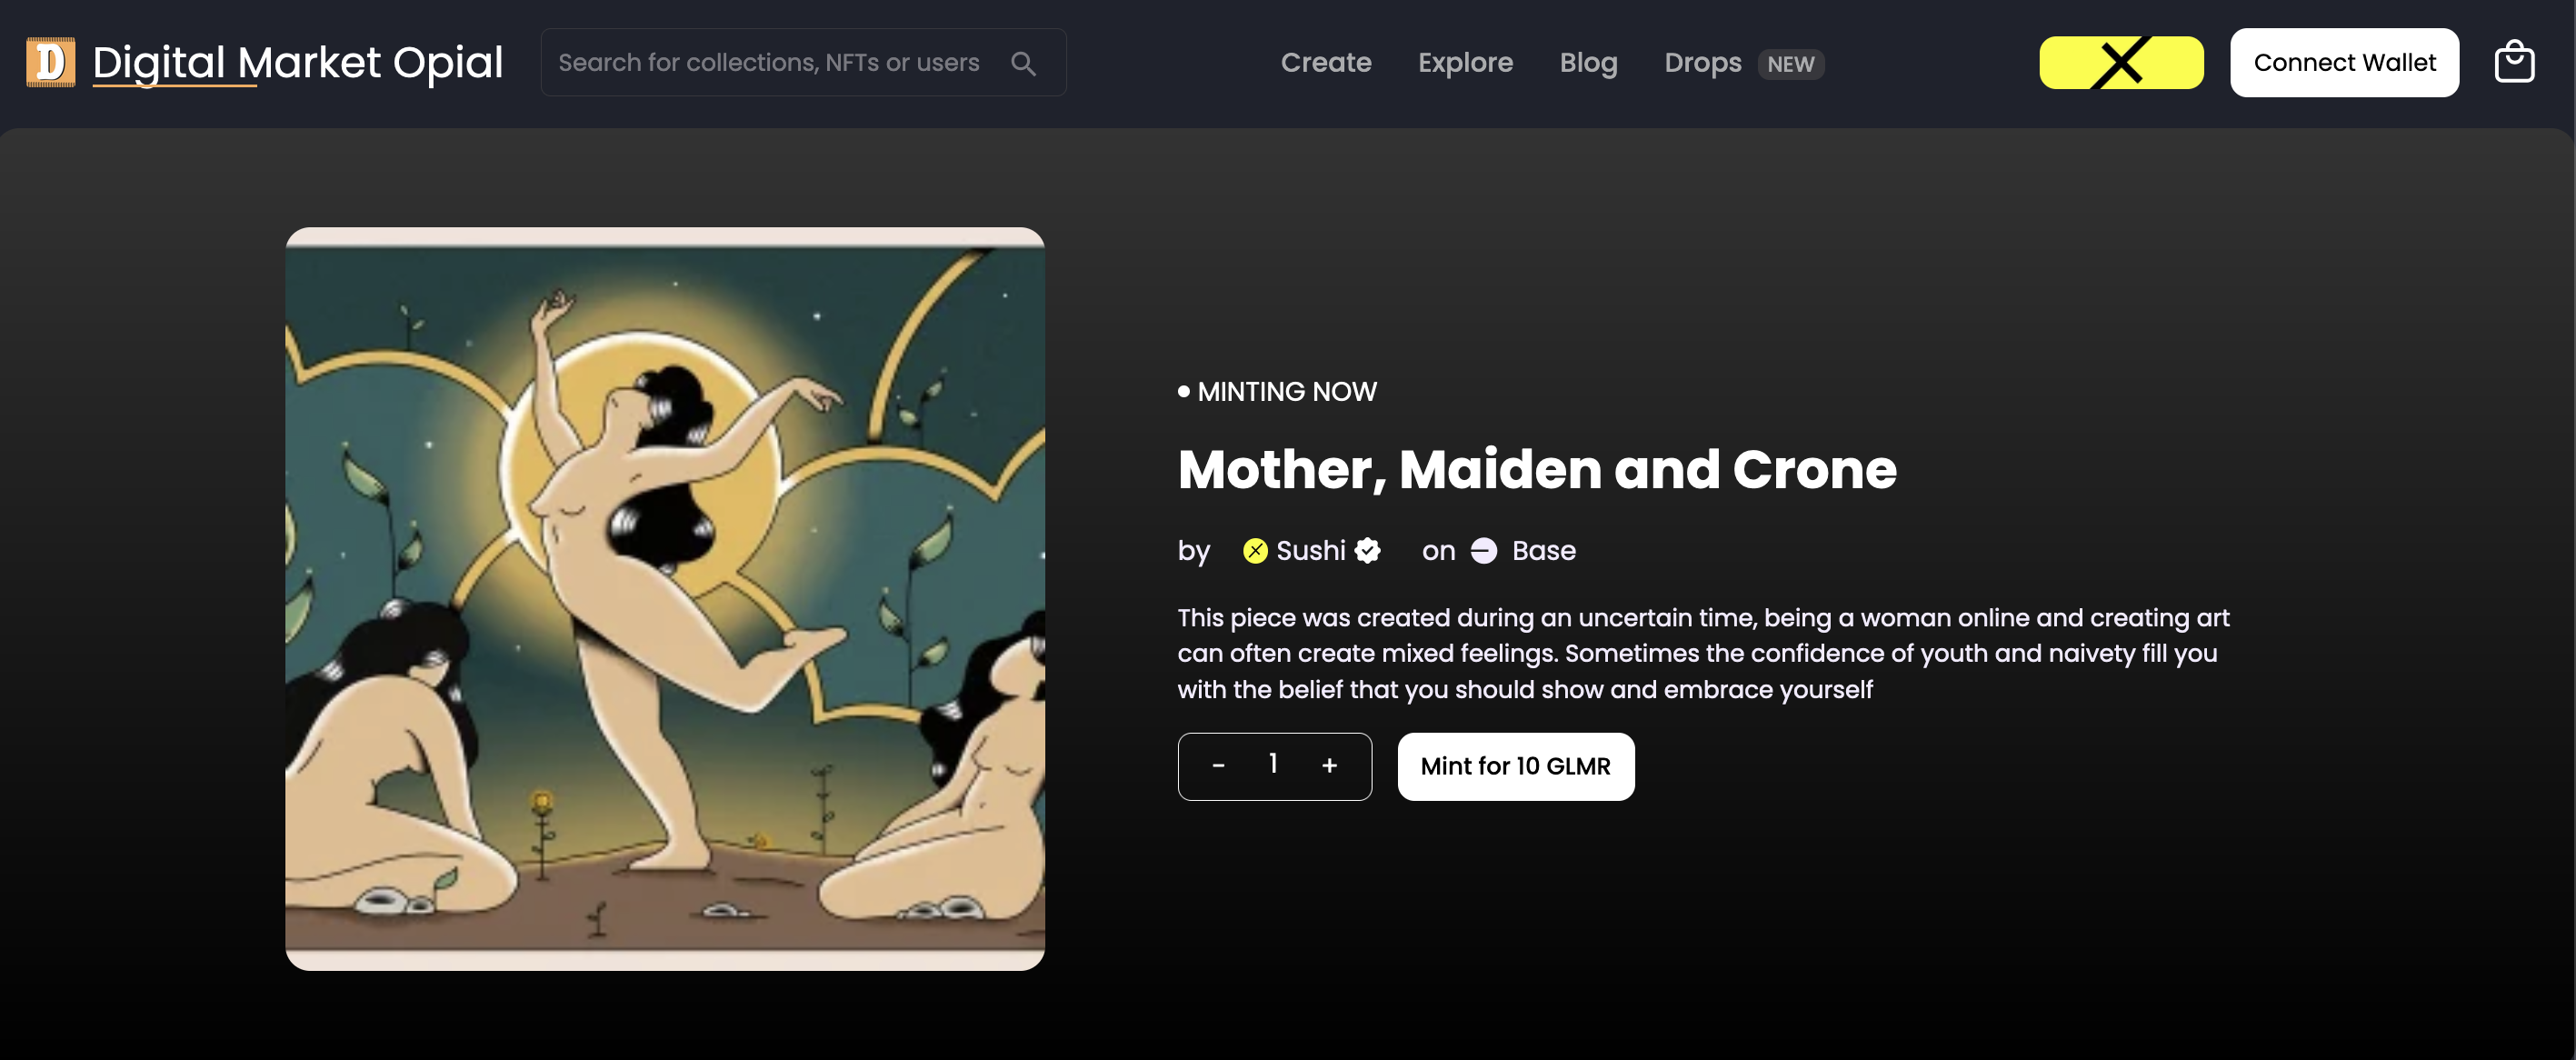 D Digital Market Opial
Search for collections, NFTs or users
Create Explore Blog Drops NEW
Connect Wallet
MINTING NOW
Mother, Maiden and Crone
by Sushi on Base
This piece was created during an uncertain time, being a woman online and creating art
can often create mixed feelings. Sometimes the confidence of youth and naivety fill you
with the belief that you should show and embrace yourself
- 1 +
Mint for 10 GLMR